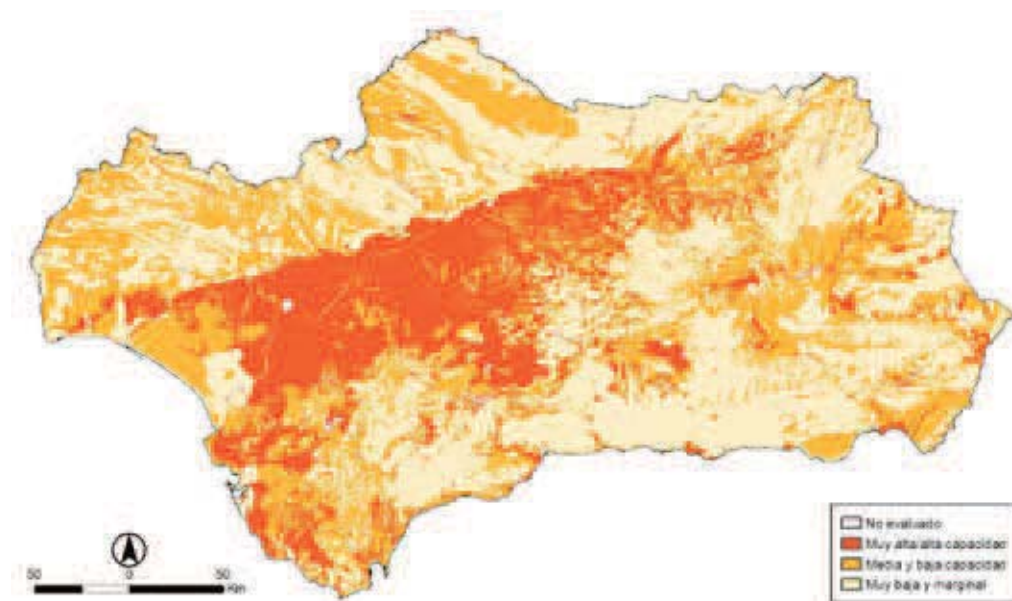 No evaluado
Muy alta/alta capacidad
Media y baja capacidad
Muy baja y marginal
50 0 50
Km